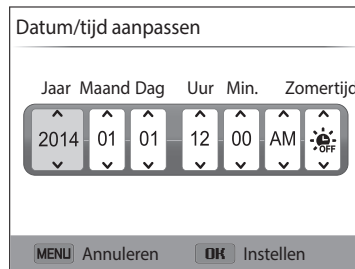 Datum/tijd aanpassen
Jaar Maand Dag Uur Min. Zomertijd
2014 01 01 12 00 AM OFF
MENU Annuleren OK Instellen